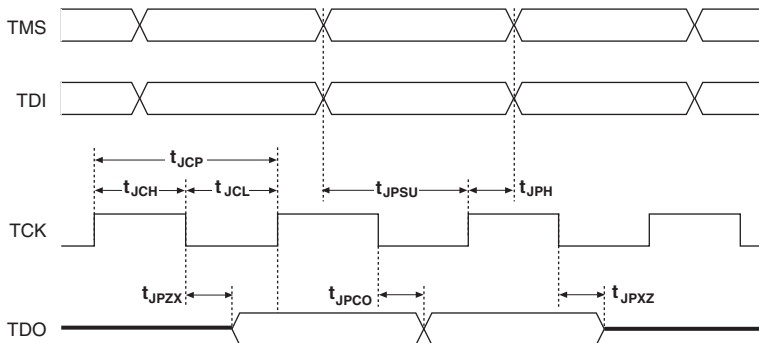 TMS
TDI
tJCP
tJCH
tJCL
tJPSU
tJPH
TCK
tJPZX
tJPCO
tJPXZ
TDO